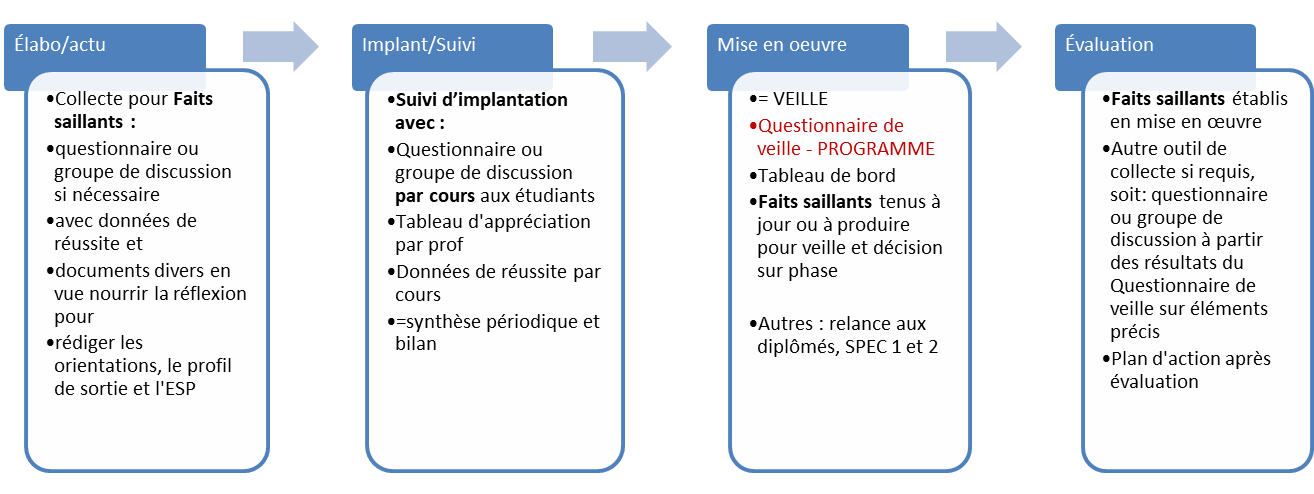 Élabo/actu
•Collecte pour Faits
saillants :
•questionnaire ou
groupe de discussion
si nécessaire
•avec données de
réussite et
•documents divers en
vue nourrir la réflexion
pour
•rédiger les
orientations, le profil
de sortie et l'ESP
Implant/Suivi
•Suivi d’implantation
avec :
•Questionnaire ou
groupe de discussion
par cours aux étudiants
•Tableau d'appréciation
par prof
•Données de réussite par
cours
•=synthèse périodique et
bilan
Mise en oeuvre
•= VEILLE
•Questionnaire de
veille - PROGRAMME
•Tableau de bord
•Faits saillants tenus à
jour ou à produire
pour veille et décision
sur phase
•Autres : relance aux
diplômés, SPEC 1 et 2
Évaluation
•Faits saillants établis
en mise en œuvre
•Autre outil de
collecte si requis,
soit: questionnaire
ou groupe de
discussion à partir
des résultats du
Questionnaire de
veille sur éléments
précis
•Plan d'action après
évaluation